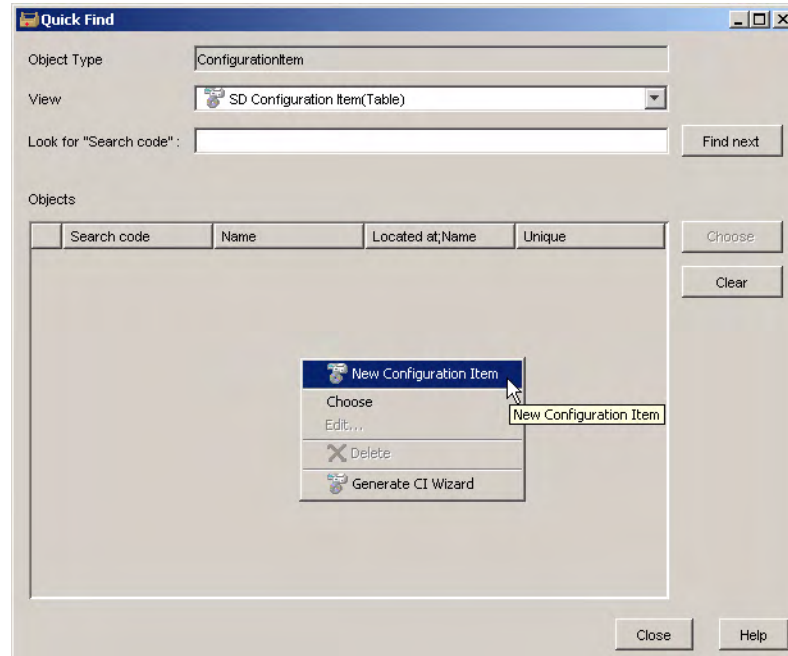 Quick Find
Object Type ConfigurationItem
View SD Configuration Item(Table)
Look for "Search code" : Find next
Objects
Search code Name Located at;Name Unique
Choose
Clear
New Configuration Item
Choose
New Configuration Item
Edit...
Delete
Generate CI Wizard
Close Help